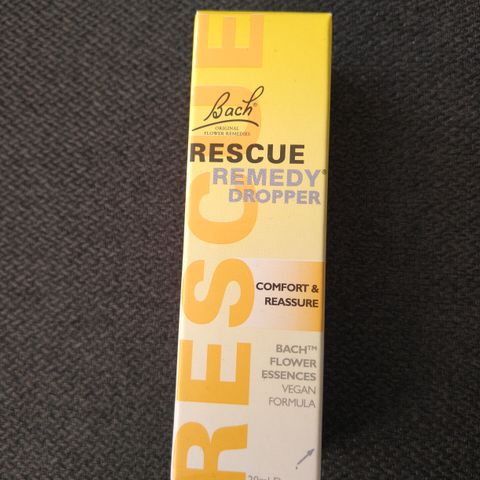 RESCUE
Bach®
ORIGINAL
FLOWER REMEDIES
RESCUE
REMEDY®
DROPPER
COMFORT &
REASSURE
BACH™
FLOWER
ESSENCES
VEGAN
FORMULA